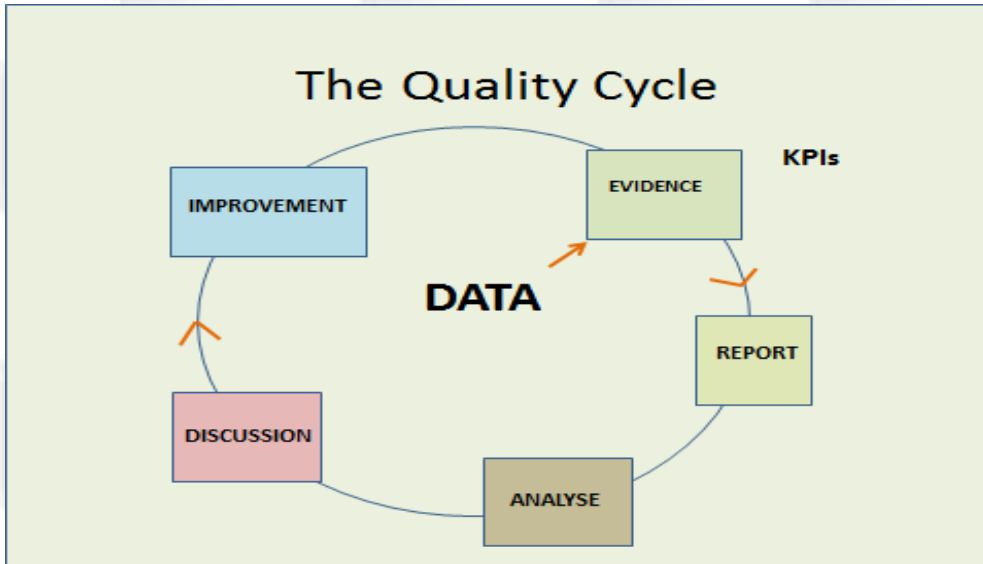 The Quality Cycle
KPIs
EVIDENCE
IMPROVEMENT
DATA
REPORT
DISCUSSION
ANALYSE